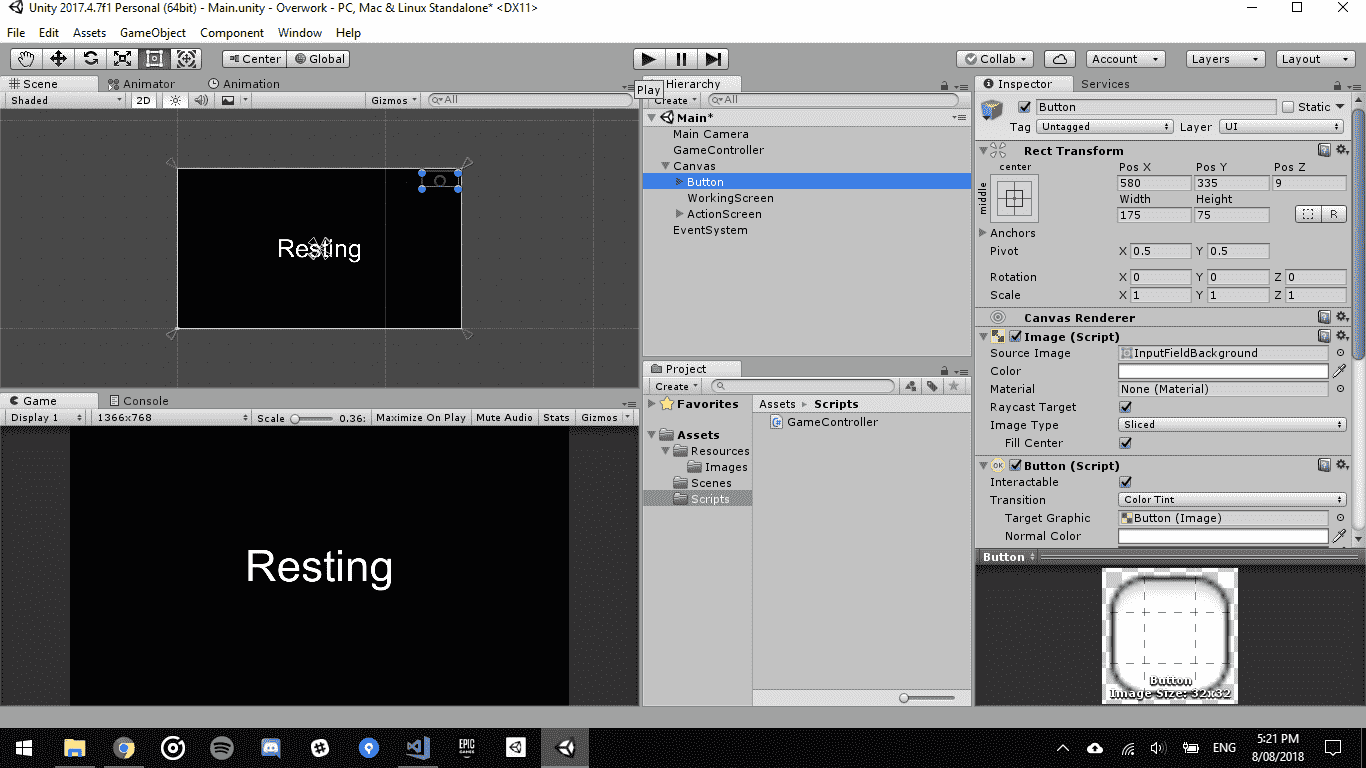 Unity 2017.4.7f1 Personal (64bit) - Main.unity - Overwork - PC, Mac & Linux Standalone* <DX11>
File Edit Assets GameObject Component Window Help
Center Global
Collab Account Layers Layout
Scene Animator Animation
Shaded 2D Gizmos All
Play
Hierarchy
Create All
Main*
Main Camera
GameController
Canvas
Button
WorkingScreen
ActionScreen
EventSystem
Resting
Game Console
Display 1 1366x768 Scale 0.36: Maximize On Play Mute Audio Stats Gizmos
Resting
Project
Create
Favorites
Assets
Resources
Images
Scenes
Scripts
Assets Scripts
GameController
Inspector Services
Button Static
Tag Untagged Layer UI
Rect Transform
center
middle
Pos X Pos Y Pos Z
580 335 9
Width Height
175 75
R
Anchors
Pivot X 0.5 Y 0.5
Rotation X 0 Y 0 Z 0
Scale X 1 Y 1 Z 1
Canvas Renderer
Image (Script)
Source Image InputFieldBackground
Color
Material None (Material)
Raycast Target
Image Type Sliced
Fill Center
OK Button (Script)
Interactable
Transition Color Tint
Target Graphic Button (Image)
Normal Color
Button
Button
Image Size: 32x32
EPIC GAMES
ENG
5:21 PM
8/08/2018